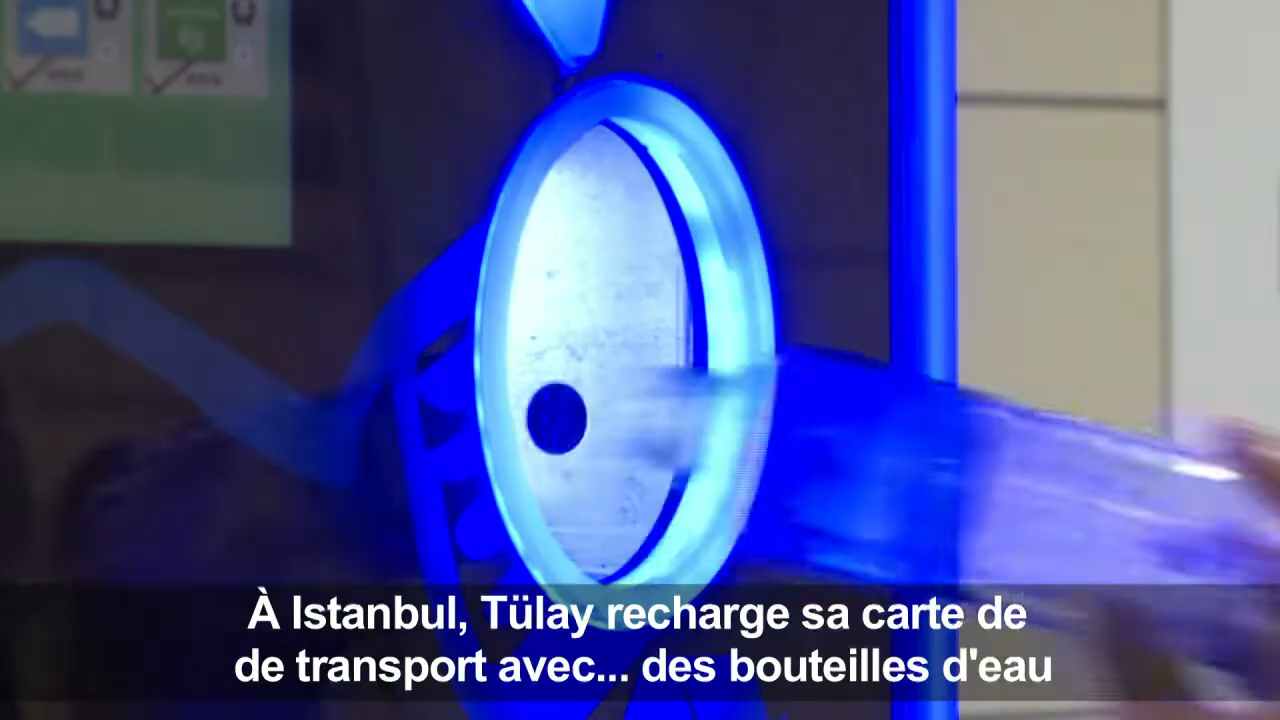 À Istanbul, Tülay recharge sa carte de
de transport avec... des bouteilles d'eau